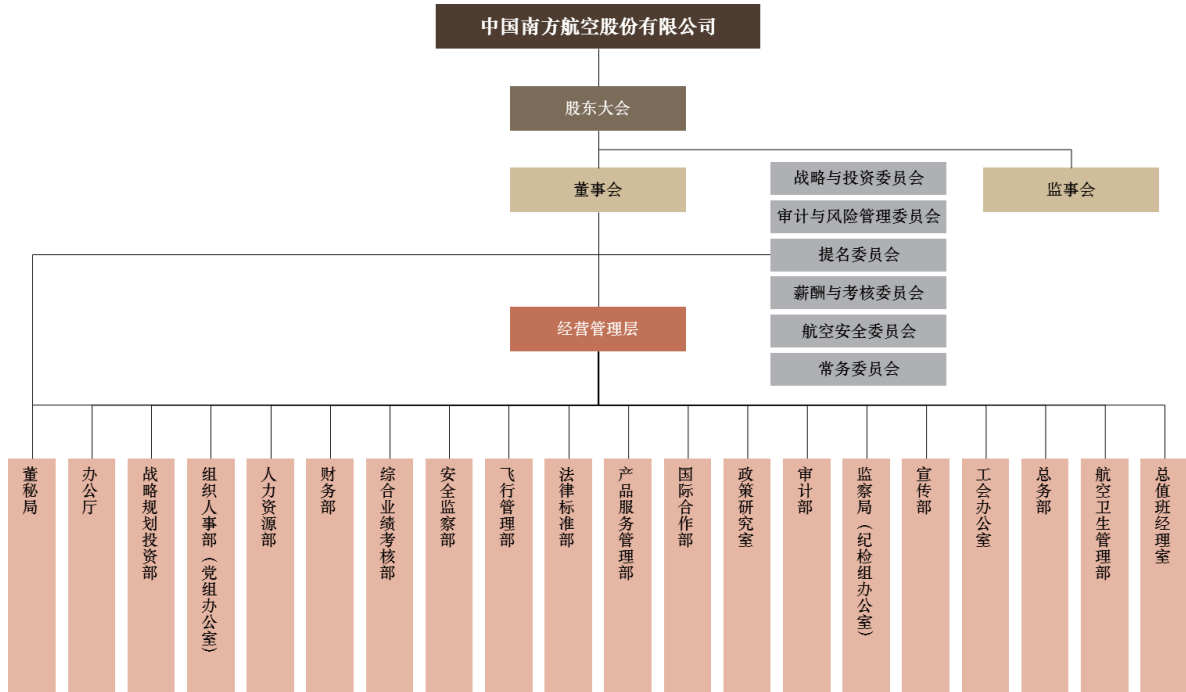 中国南方航空股份有限公司
股东大会
董事会
战略与投资委员会
监事会
审计与风险管理委员会
提名委员会
薪酬与考核委员会
经营管理层
航空安全委员会
常务委员会
董秘局
办公厅
战略规划投资部
组织人事部（党组办公室）
人力资源部
财务部
综合业绩考核部
安全监察部
飞行管理部
法律标准部
产品服务管理部
国际合作部
政策研究室
审计部
监察局（纪检组办公室）
宣传部
工会办公室
总务部
航空卫生管理部
总值班经理室